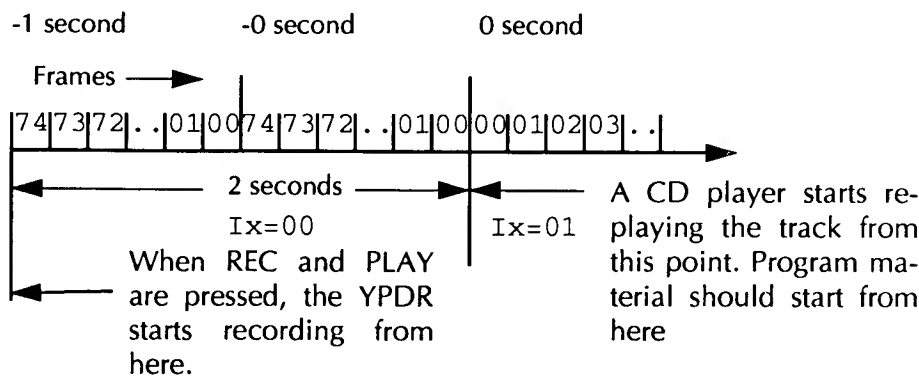 -1 second -0 second 0 second
Frames
|74|73|72|..|01|00|74|73|72|..|01|00|00|01|02|03|..|
2 seconds
Ix=00
Ix=01
When REC and PLAY
are pressed, the YPDR
starts recording from
here.
A CD player starts re-
playing the track from
this point. Program ma-
terial should start from
here